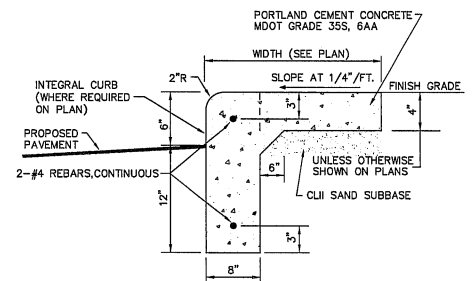 PORTLAND CEMENT CONCRETE
MDOT GRADE 35S, 6AA
WIDTH (SEE PLAN)
2"R
SLOPE AT 1/4"/FT.
INTEGRAL CURB
(WHERE REQUIRED
ON PLAN)
FINISH GRADE
3"
4"
6"
PROPOSED
PAVEMENT
UNLESS OTHERWISE
SHOWN ON PLANS
6"
2-#4 REBARS,CONTINUOUS
CLII SAND SUBBASE
12"
3"
8"